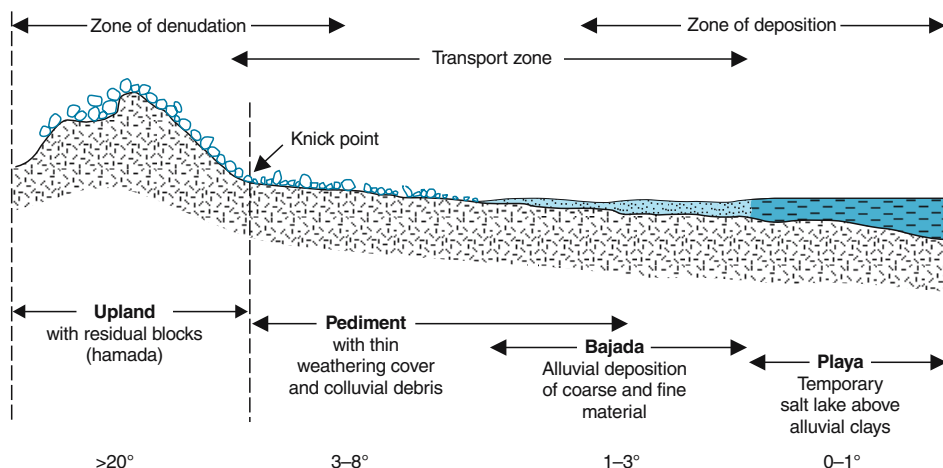 Zone of denudation
Zone of deposition
Transport zone
Knick point
Upland
with residual blocks
(hamada)
Pediment
with thin
weathering cover
and colluvial debris
Bajada
Alluvial deposition
of coarse and fine
material
Playa
Temporary
salt lake above
alluvial clays
>20°
3–8°
1–3°
0–1°